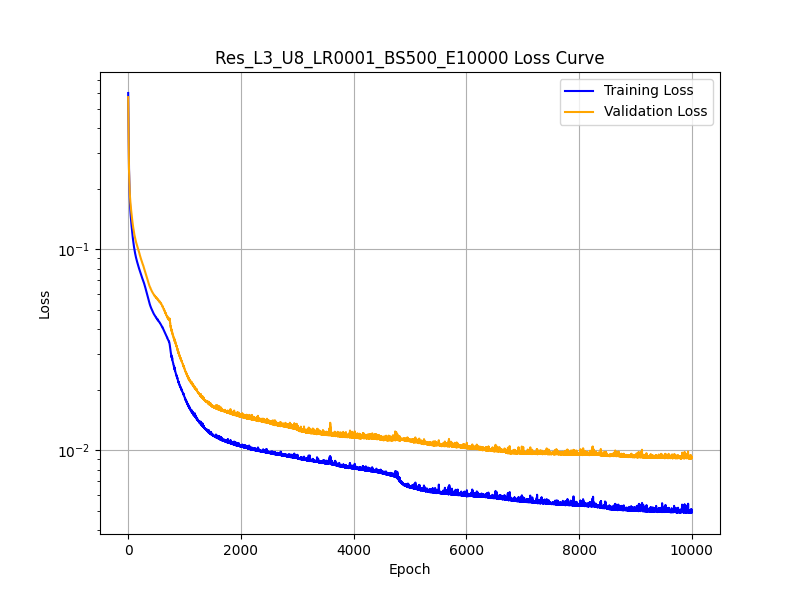 Res_L3_U8_LR0001_BS500_E10000 Loss Curve
Training Loss
Validation Loss
10⁻¹
10⁻²
Loss
0 2000 4000 6000 8000 10000
Epoch